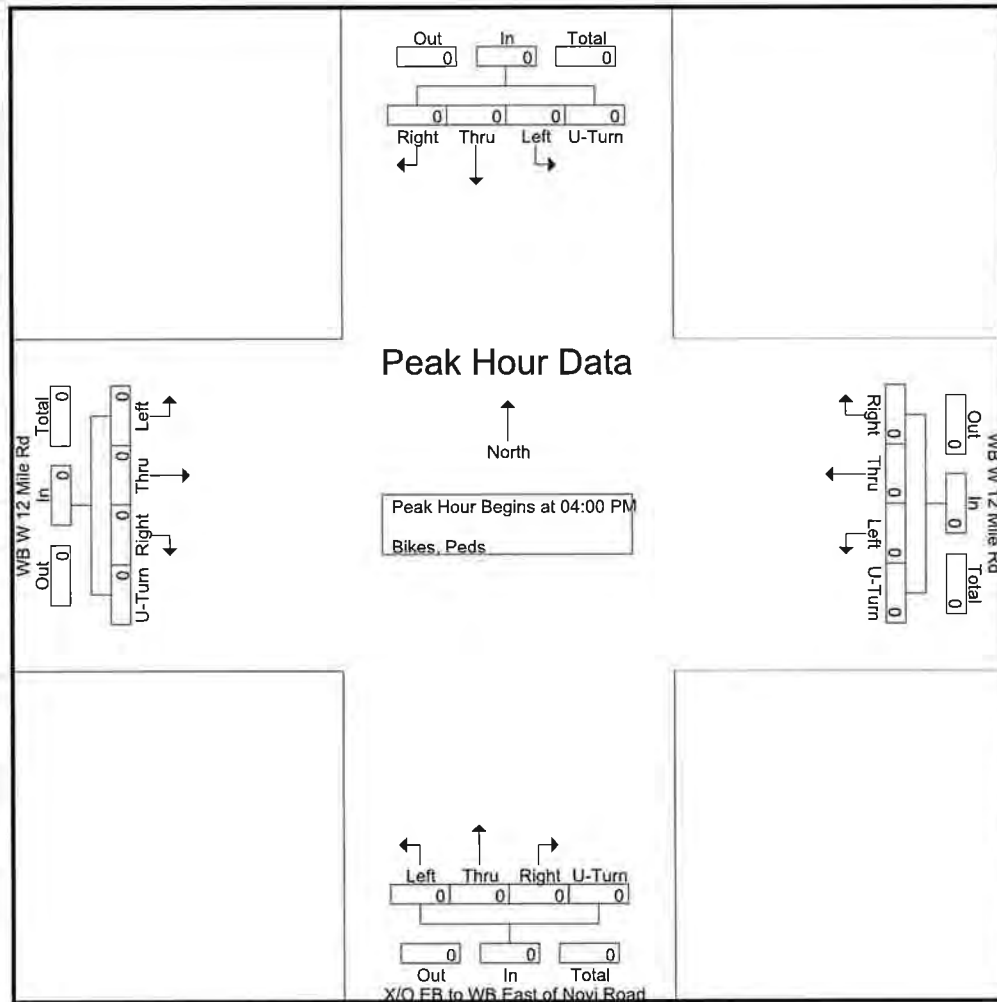 Out In Total
0 0 0
0 0 0 0
Right Thru Left U-Turn
Peak Hour Data
North
Peak Hour Begins at 04:00 PM
Bikes, Peds
WB W 12 Mile Rd
Total In Out
0 0 0
0 0 0 0
Left Thru Right U-Turn
Right Thru Left U-Turn
0 0 0 0
Out In Total
0 0 0
WB W 12 Mile Rd
Left Thru Right U-Turn
0 0 0 0
0 0 0
Out In Total
X/O EB to WB East of Novi Road